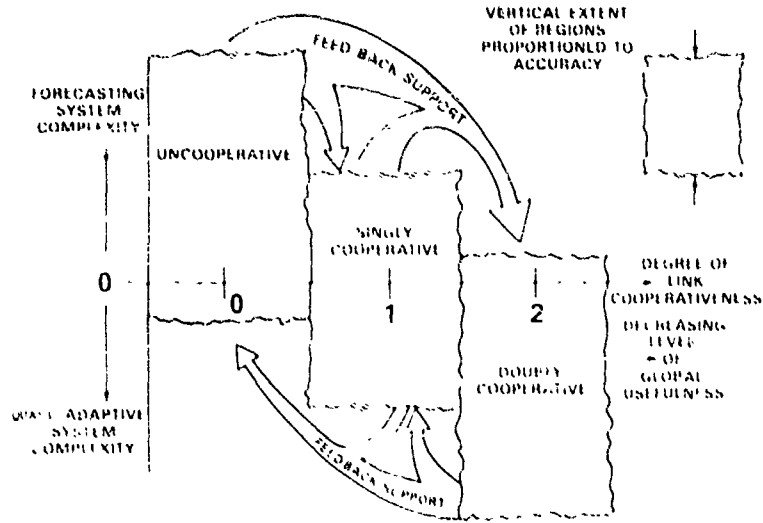 VERTICAL EXTENT
OF REGIONS
PROPORTIONED TO
ACCURACY
FEED BACK SUPPORT
FORECASTING
SYSTEM
COMPLEXITY
UNCOOPERATIVE
SINGLY
COOPERATIVE
0
0
1
2
DEGREE OF
LINK
COOPERATIVENESS
DECREASING
LEVEL
OF
GLOBAL
USEFULNESS
DOUBLY
COOPERATIVE
ADAPTIVE
SYSTEM
COMPLEXITY
FEEDBACK SUPPORT